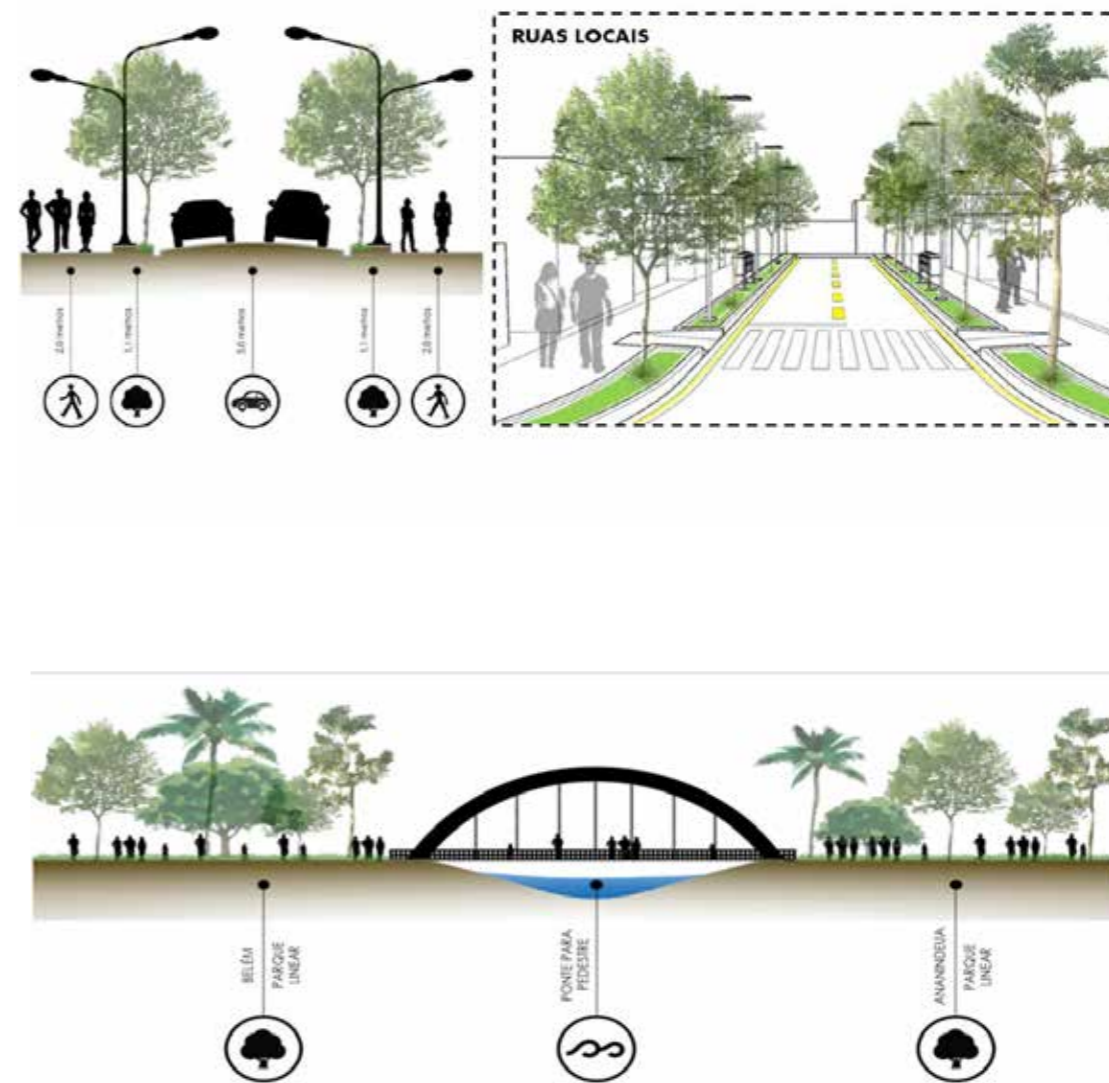 RUAS LOCAIS
2,0 metros
1,1 metros
5,0 metros
1,1 metros
2,0 metros
BELÉM
PARQUE
LINEAR
PONTE PARA
PEDESTRE
ANANINDEUA
PARQUE
LINEAR